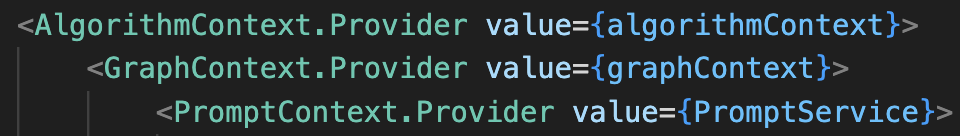 <AlgorithmContext.Provider value={algorithmContext}>
<GraphContext.Provider value={graphContext}>
<PromptContext.Provider value={PromptService}>